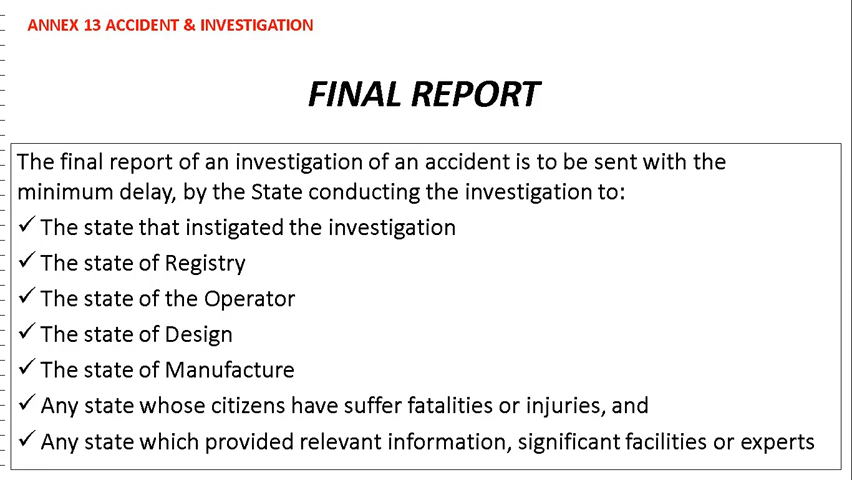 ANNEX 13 ACCIDENT & INVESTIGATION
FINAL REPORT
The final report of an investigation of an accident is to be sent with the
minimum delay, by the State conducting the investigation to:
✓ The state that instigated the investigation
✓ The state of Registry
✓ The state of the Operator
✓ The state of Design
✓ The state of Manufacture
✓ Any state whose citizens have suffer fatalities or injuries, and
✓ Any state which provided relevant information, significant facilities or experts